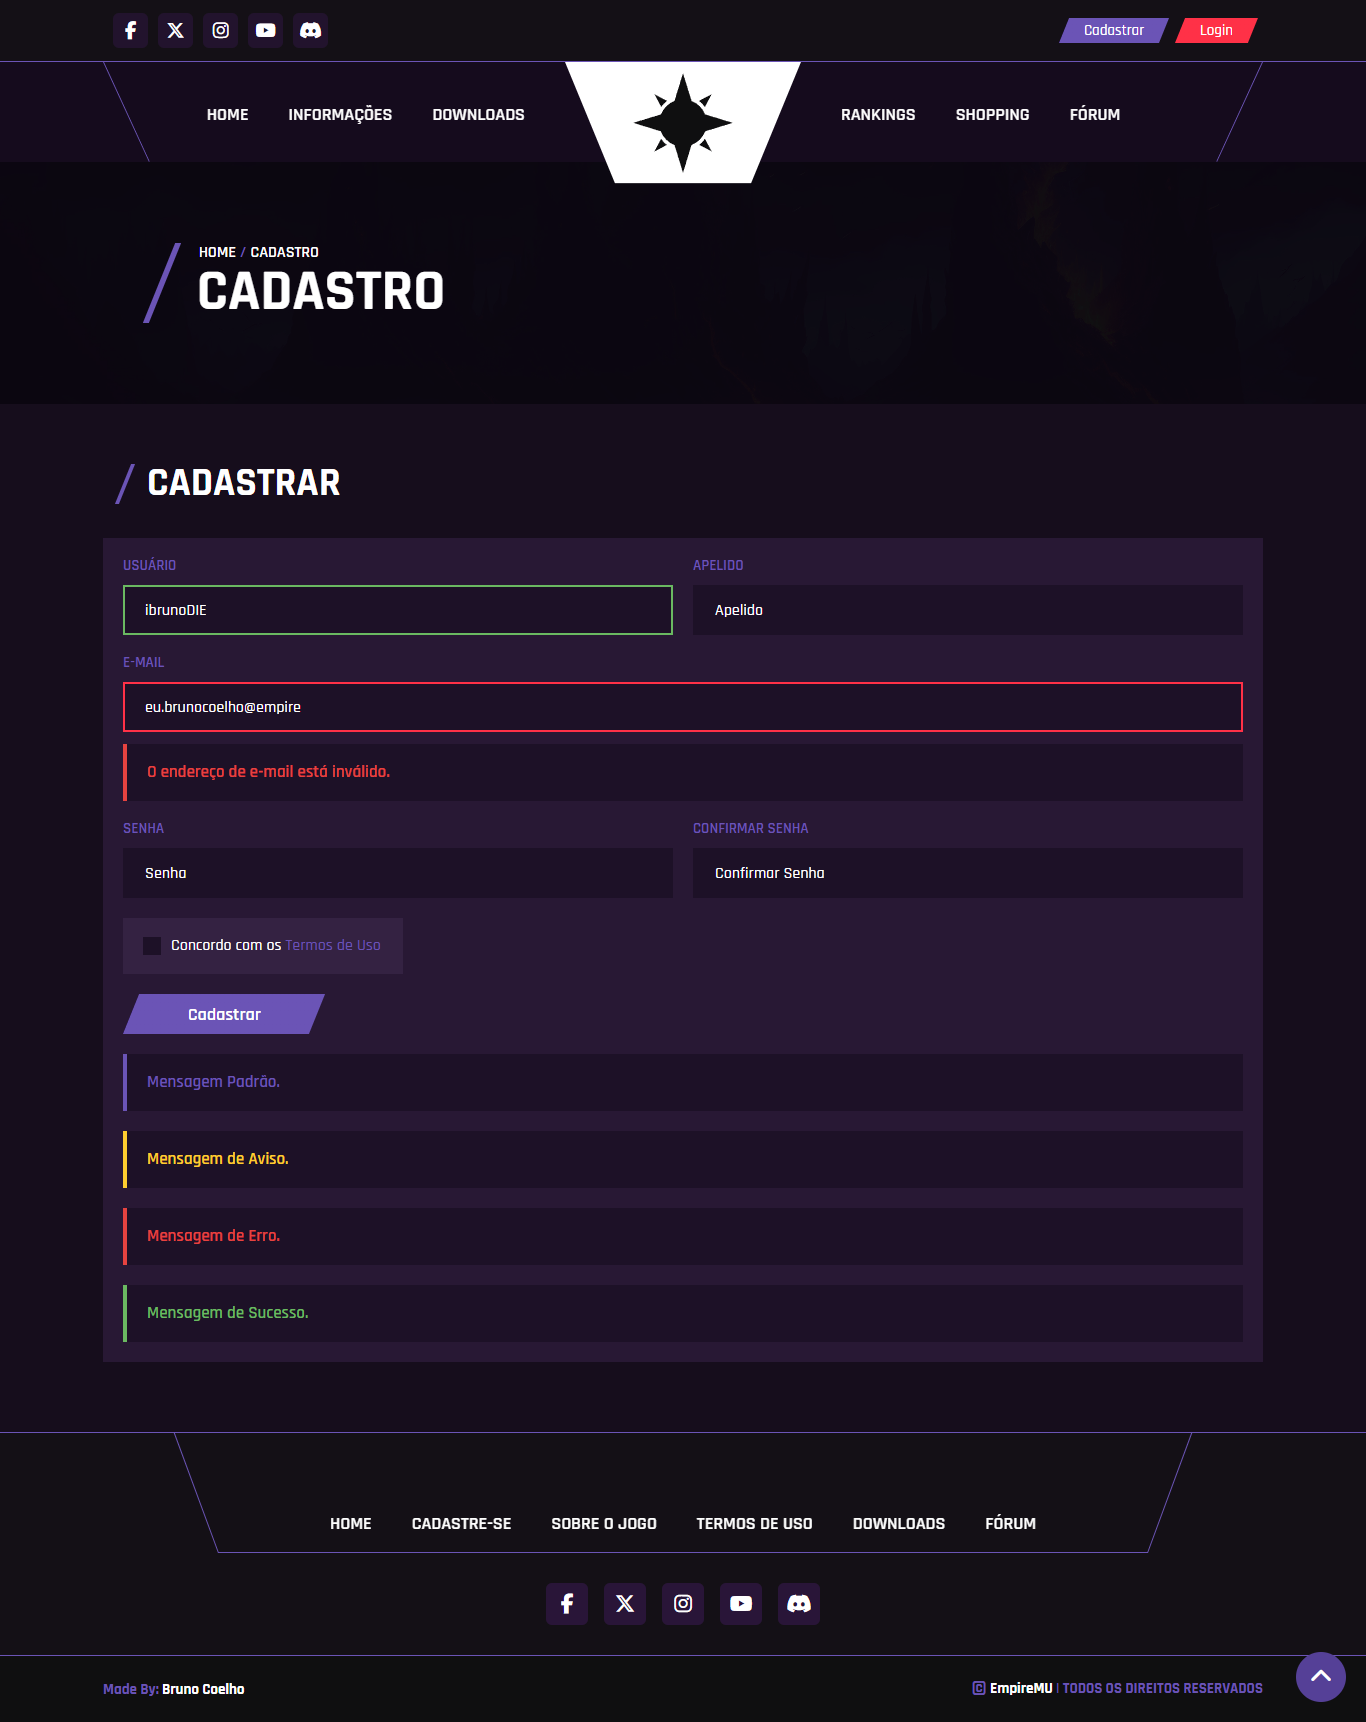 Cadastrar
Login
HOME
INFORMAÇÕES
DOWNLOADS
RANKINGS
SHOPPING
FÓRUM
HOME / CADASTRO
CADASTRO
CADASTRAR
USUÁRIO
APELIDO
ibrunoDIE
Apelido
E-MAIL
eu.brunocoelho@empire
O endereço de e-mail está inválido.
SENHA
CONFIRMAR SENHA
Senha
Confirmar Senha
Concordo com os Termos de Uso
Cadastrar
Mensagem Padrão.
Mensagem de Aviso.
Mensagem de Erro.
Mensagem de Sucesso.
HOME
CADASTRE-SE
SOBRE O JOGO
TERMOS DE USO
DOWNLOADS
FÓRUM
Made By: Bruno Coelho
© EmpireMU | TODOS OS DIREITOS RESERVADOS